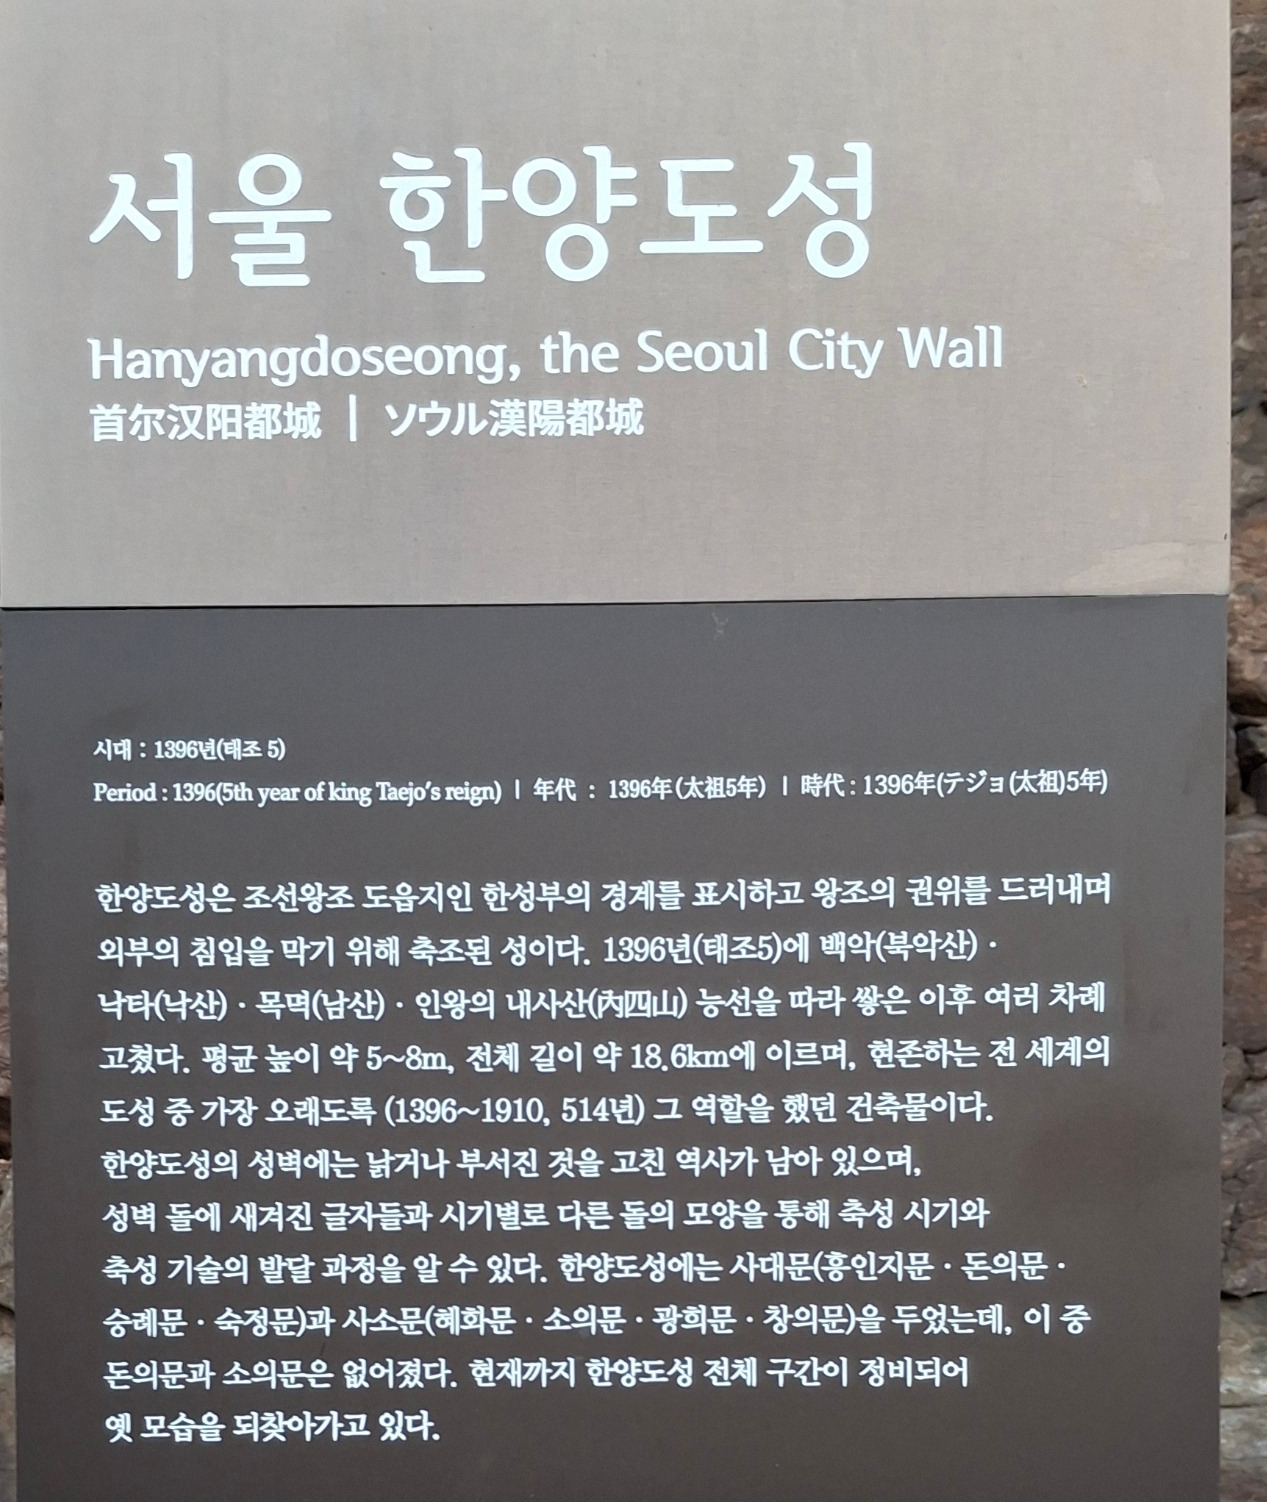 서울 한양도성
Hanyangdoseong, the Seoul City Wall
首尔汉阳都城 | ソウル漢陽都城
시대 : 1396년(태조 5)
Period : 1396(5th year of king Taejo's reign) | 年代 : 1396年(太祖5年) | 時代 : 1396年(テジョ(太祖)5年)
한양도성은 조선왕조 도읍지인 한성부의 경계를 표시하고 왕조의 권위를 드러내며
외부의 침입을 막기 위해 축조된 성이다. 1396년(태조5)에 백악(북악산) ·
낙타(낙산) · 목멱(남산) · 인왕의 내사산(內四山) 능선을 따라 쌓은 이후 여러 차례
고쳤다. 평균 높이 약 5~8m, 전체 길이 약 18.6km에 이르며, 현존하는 전 세계의
도성 중 가장 오래도록 (1396~1910, 514년) 그 역할을 했던 건축물이다.
한양도성의 성벽에는 낡거나 부서진 것을 고친 역사가 남아 있으며,
성벽 돌에 새겨진 글자들과 시기별로 다른 돌의 모양을 통해 축성 시기와
축성 기술의 발달 과정을 알 수 있다. 한양도성에는 사대문(흥인지문 · 돈의문 ·
숭례문 · 숙정문)과 사소문(혜화문 · 소의문 · 광희문 · 창의문)을 두었는데, 이 중
돈의문과 소의문은 없어졌다. 현재까지 한양도성 전체 구간이 정비되어
옛 모습을 되찾아가고 있다.